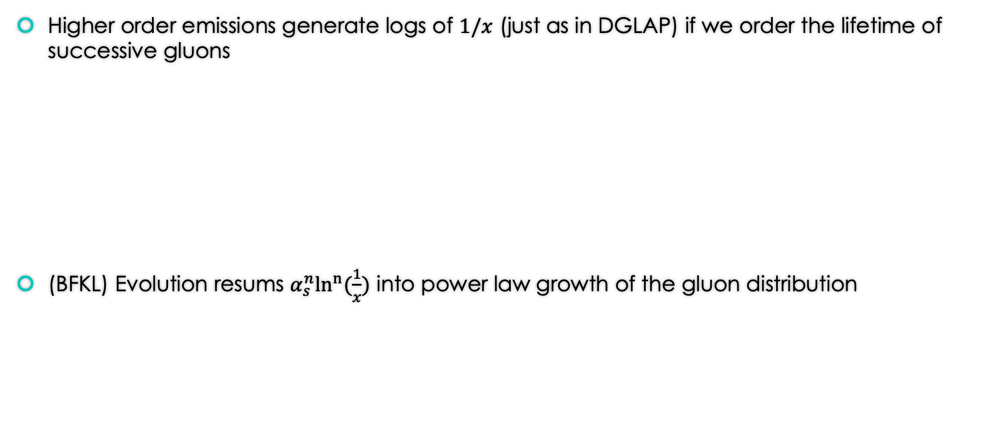 Higher order emissions generate logs of 1/x (just as in DGLAP) if we order the lifetime of
successive gluons
(BFKL) Evolution resums $\alpha_s^n \ln^n(\frac{1}{x})$ into power law growth of the gluon distribution